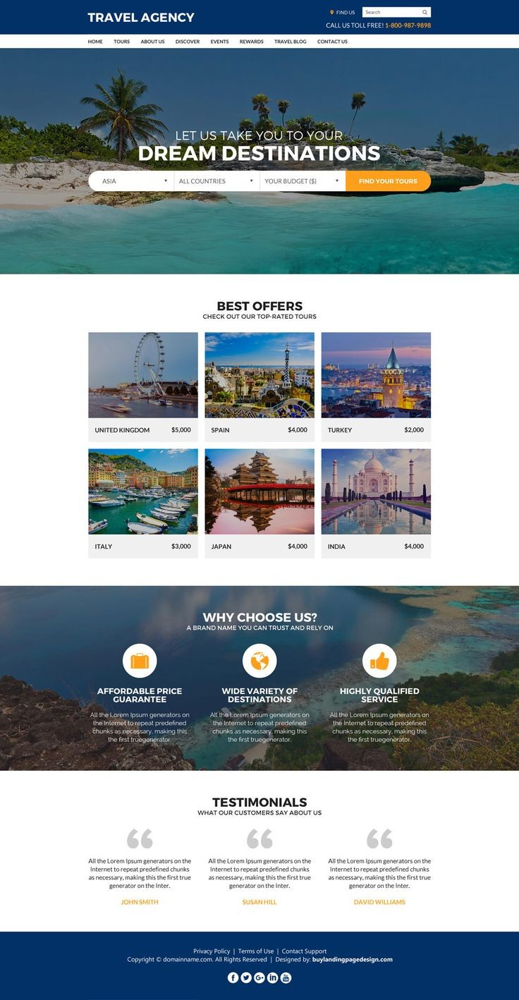 TRAVEL AGENCY
FIND US
Search
CALL US TOLL FREE! 1-800-987-9898
HOME TOURS ABOUT US DISCOVER EVENTS REWARDS TRAVEL BLOG CONTACT US
LET US TAKE YOU TO YOUR
DREAM DESTINATIONS
ASIA ALL COUNTRIES YOUR BUDGET ($) FIND YOUR TOURS
BEST OFFERS
CHECK OUT OUR TOP-RATED TOURS
UNITED KINGDOM $5,000
SPAIN $4,000
TURKEY $2,000
ITALY $3,000
JAPAN $4,000
INDIA $4,000
WHY CHOOSE US?
A BRAND NAME YOU CAN TRUST AND RELY ON
AFFORDABLE PRICE
GUARANTEE
All the Lorem Ipsum generators on
the Internet to repeat predefined
chunks as necessary, making this
the first truegenerator.
WIDE VARIETY OF
DESTINATIONS
All the Lorem Ipsum generators on
the Internet to repeat predefined
chunks as necessary, making this
the first truegenerator.
HIGHLY QUALIFIED
SERVICE
All the Lorem Ipsum generators on
the Internet to repeat predefined
chunks as necessary, making this
the first truegenerator.
TESTIMONIALS
WHAT OUR CUSTOMERS SAY ABOUT US
All the Lorem Ipsum generators on the
Internet to repeat predefined chunks
as necessary, making this the first true
generator on the Inter.
JOHN SMITH
All the Lorem Ipsum generators on the
Internet to repeat predefined chunks
as necessary, making this the first true
generator on the Inter.
SUSAN HILL
All the Lorem Ipsum generators on the
Internet to repeat predefined chunks
as necessary, making this the first true
generator on the Inter.
DAVID WILLIAMS
Privacy Policy | Terms of Use | Contact Support
Copyright © domainname.com. All Rights Reserved | Designed by: buylandingpagedesign.com